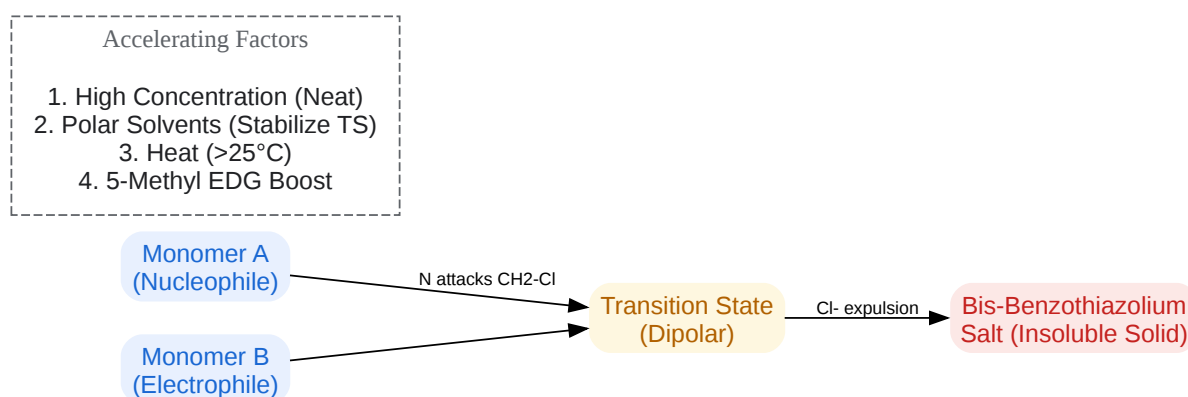 Accelerating Factors
1. High Concentration (Neat)
2. Polar Solvents (Stabilize TS)
3. Heat (>25°C)
4. 5-Methyl EDG Boost
Monomer A
(Nucleophile)
N attacks CH2-Cl
Monomer B
(Electrophile)
Transition State
(Dipolar)
Cl- expulsion
Bis-Benzothiazolium
Salt (Insoluble Solid)